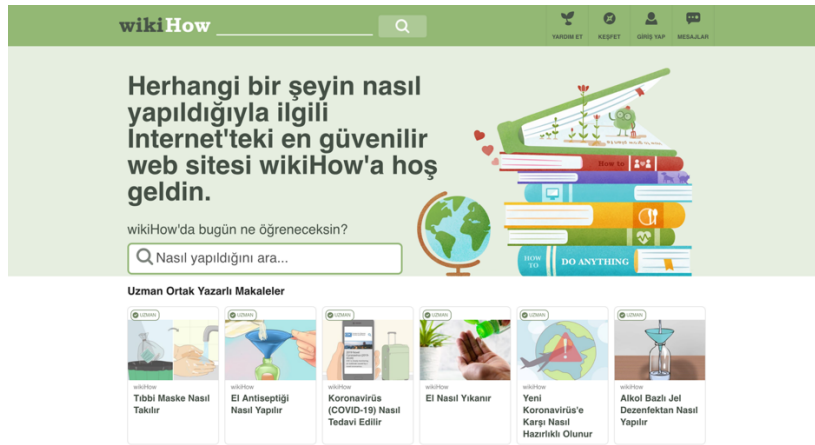 wikiHow
YARDIM ET
KEŞFET
GİRİŞ YAP
MESAJLAR
Herhangi bir şeyin nasıl
yapıldığıyla ilgili
Internet'teki en güvenilir
web sitesi wikiHow'a hoş
geldin.
wikiHow'da bugün ne öğreneceksin?
Nasıl yapıldığını ara...
How to
HOW TO
DO ANYTHING
Uzman Ortak Yazarlı Makaleler
UZMAN
UZMAN
UZMAN
UZMAN
UZMAN
UZMAN
wikiHow
Tıbbi Maske Nasıl
Takılır
wikiHow
El Antiseptiği
Nasıl Yapılır
wikiHow
Koronavirüs
(COVID-19) Nasıl
Tedavi Edilir
wikiHow
El Nasıl Yıkanır
wikiHow
Yeni
Koronavirüs'e
Karşı Nasıl
Hazırlıklı Olunur
wikiHow
Alkol Bazlı Jel
Dezenfektan Nasıl
Yapılır